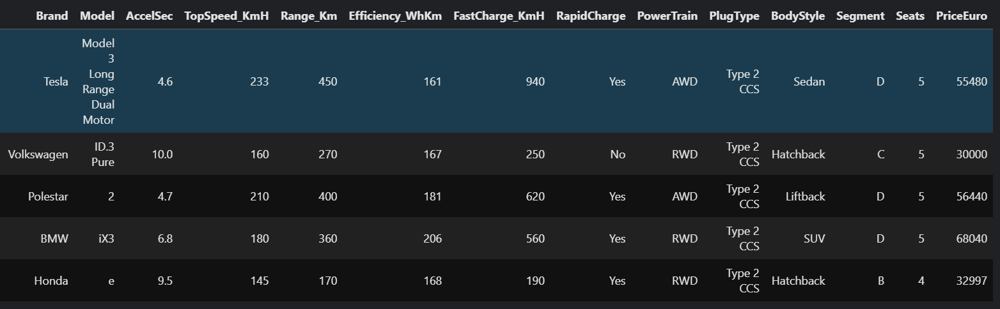 Brand Model AccelSec TopSpeed_KmH Range_Km Efficiency_WhKm FastCharge_KmH RapidCharge PowerTrain PlugType BodyStyle Segment Seats PriceEuro
Model
3
Long
Range
Dual
Motor
Tesla 4.6 233 450 161 940 Yes AWD Type 2
CCS Sedan D 5 55480
Volkswagen ID.3
Pure 10.0 160 270 167 250 No RWD Type 2
CCS Hatchback C 5 30000
Polestar 2 4.7 210 400 181 620 Yes AWD Type 2
CCS Liftback D 5 56440
BMW iX3 6.8 180 360 206 560 Yes RWD Type 2
CCS SUV D 5 68040
Honda e 9.5 145 170 168 190 Yes RWD Type 2
CCS Hatchback B 4 32997